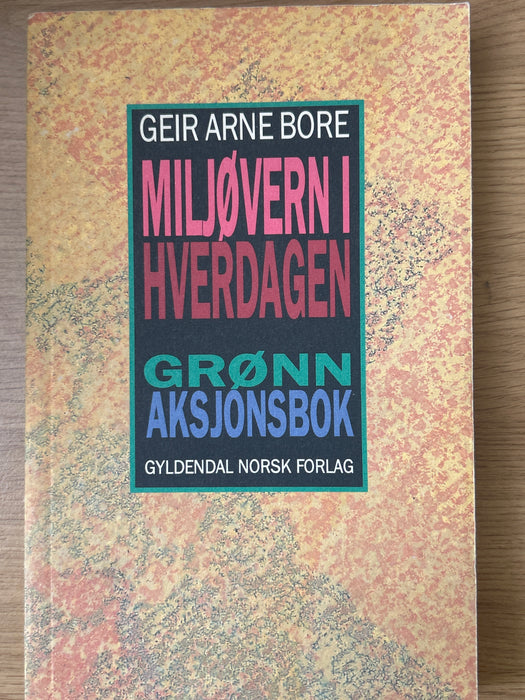 GEIR ARNE BORE
MILJØVERN I
HVERDAGEN
GRØNN
AKSJONSBOK
GYLDENDAL NORSK FORLAG